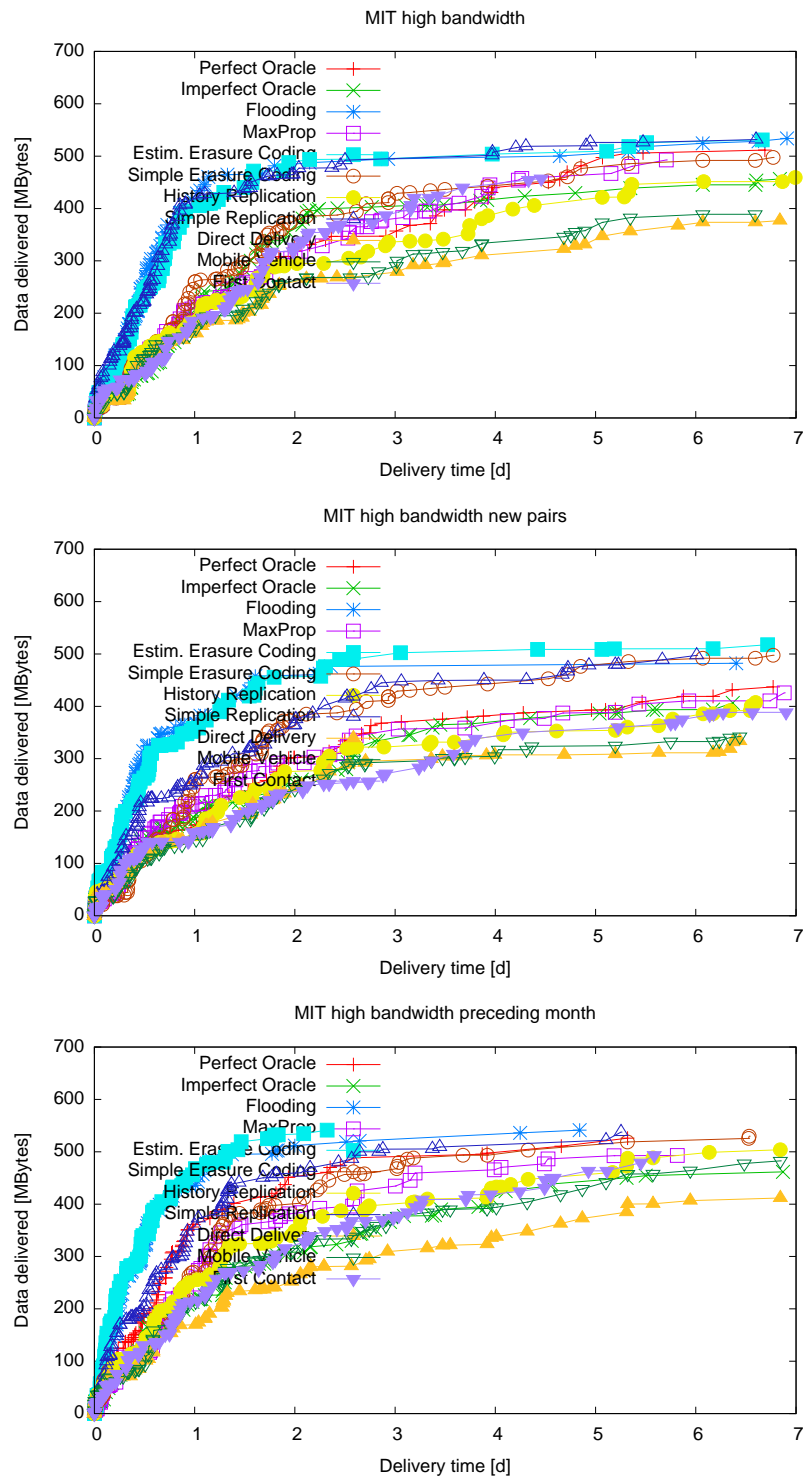 MIT high bandwidth
700
600
500
400
300
200
100
0
Data delivered [MBytes]
Perfect Oracle
Imperfect Oracle
Flooding
MaxProp
Estim. Erasure Coding
Simple Erasure Coding
History Replication
Simple Replication
Direct Delivery
Mobile Vehicle
First Contact
0 1 2 3 4 5 6 7
Delivery time [d]
MIT high bandwidth new pairs
700
600
500
400
300
200
100
0
Data delivered [MBytes]
Perfect Oracle
Imperfect Oracle
Flooding
MaxProp
Estim. Erasure Coding
Simple Erasure Coding
History Replication
Simple Replication
Direct Delivery
Mobile Vehicle
First Contact
0 1 2 3 4 5 6 7
Delivery time [d]
MIT high bandwidth preceding month
700
600
500
400
300
200
100
0
Data delivered [MBytes]
Perfect Oracle
Imperfect Oracle
Flooding
MaxProp
Estim. Erasure Coding
Simple Erasure Coding
History Replication
Simple Replication
Direct Delivery
Mobile Vehicle
First Contact
0 1 2 3 4 5 6 7
Delivery time [d]